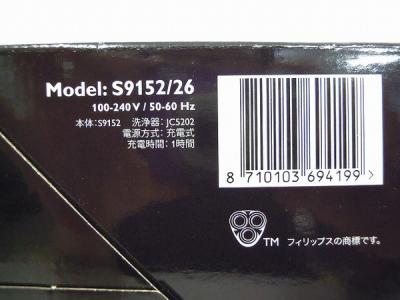 Model: S9152/26
100-240 V / 50-60 Hz
本体:S9152 洗浄器: JCS202
電源方式: 充電式
充電時間: 1時間
8 710103 694199 >
TM フィリップスの商標です。